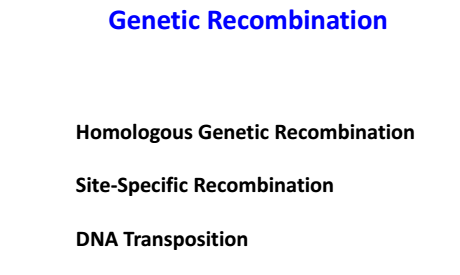 Genetic Recombination
Homologous Genetic Recombination
Site-Specific Recombination
DNA Transposition